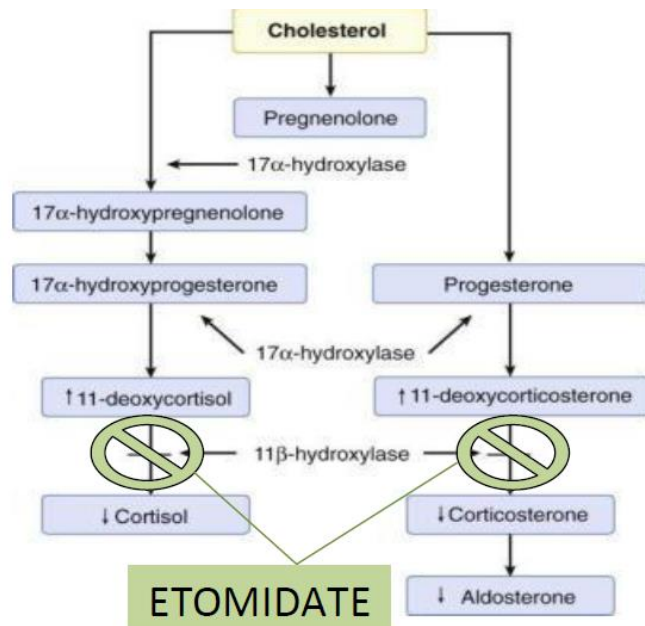 Cholesterol
Pregnenolone
17α-hydroxylase
17α-hydroxypregnenolone
17α-hydroxyprogesterone
Progesterone
17α-hydroxylase
↑11-deoxycortisol
↑11-deoxycorticosterone
11β-hydroxylase
↓Cortisol
↓Corticosterone
ETOMIDATE
↓ Aldosterone